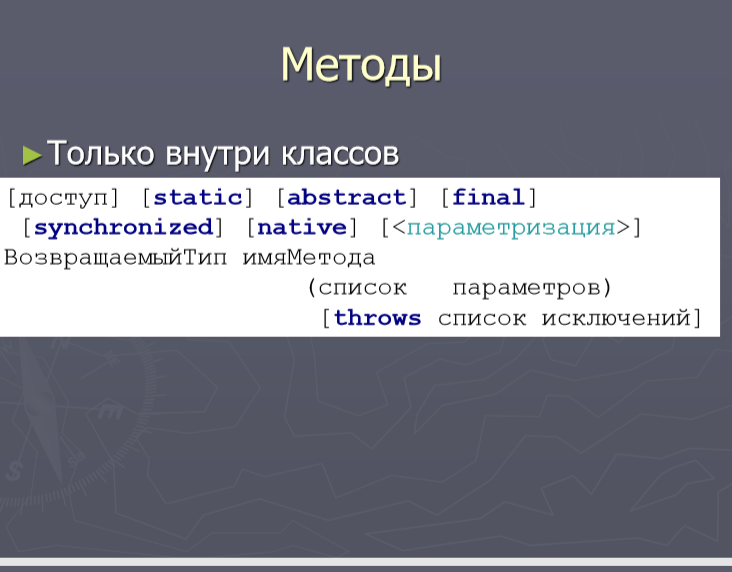 Методы
Только внутри классов
[доступ] [static] [abstract] [final]
[synchronized] [native] [<параметризация>]
ВозвращаемыйТип имяМетода
(список параметров)
[throws список исключений]